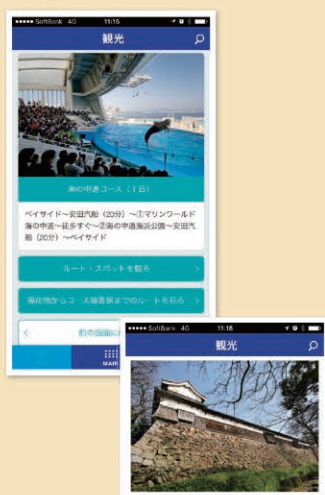 SoftBank 4G 11:15
観光
海の中道コース（1日）
ベイサイド〜安田汽船（20分）〜①マリンワールド
海の中道〜徒歩すぐ〜②海の中道海浜公園〜安田汽
船（20分）〜ベイサイド
ルート・スポットを観る
現在地からコース最寄駅までのルートを見る
前の画面に
MAIN
SoftBank 4G 11:16
観光